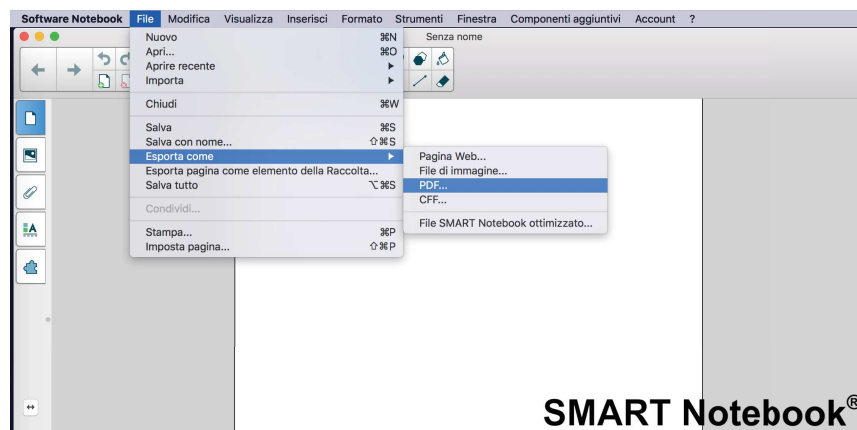 Software Notebook File Modifica Visualizza Inserisci Formato Strumenti Finestra Componenti aggiuntivi Account ?
Senza nome
Nuovo ⌘N
Apri... ⌘O
Aprire recente
Importa
Chiudi ⌘W
Salva ⌘S
Salva con nome... ⇧⌘S
Esporta come
Esporta pagina come elemento della Raccolta...
Salva tutto ⌥⌘S
Condividi...
Stampa... ⌘P
Imposta pagina... ⇧⌘P
Pagina Web...
File di immagine...
PDF...
CFF...
File SMART Notebook ottimizzato...
A
SMART Notebook®